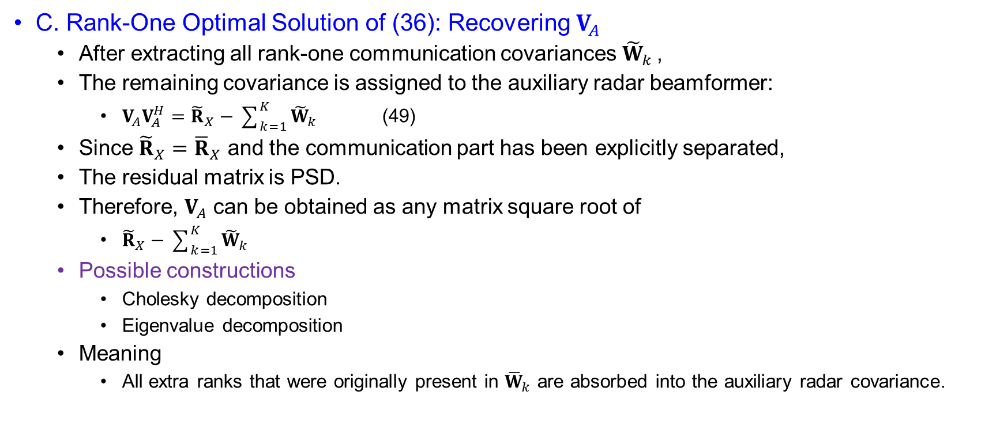 • C. Rank-One Optimal Solution of (36): Recovering 𝐕_A
• After extracting all rank-one communication covariances 𝐖̃_k ,
• The remaining covariance is assigned to the auxiliary radar beamformer:
• 𝐕_A𝐕_A^H = 𝐑̃_X − ∑_{k=1}^K 𝐖̃_k (49)
• Since 𝐑̃_X = 𝐑̅_X and the communication part has been explicitly separated,
• The residual matrix is PSD.
• Therefore, 𝐕_A can be obtained as any matrix square root of
• 𝐑̃_X − ∑_{k=1}^K 𝐖̃_k
• Possible constructions
• Cholesky decomposition
• Eigenvalue decomposition
• Meaning
• All extra ranks that were originally present in 𝐖̅_k are absorbed into the auxiliary radar covariance.